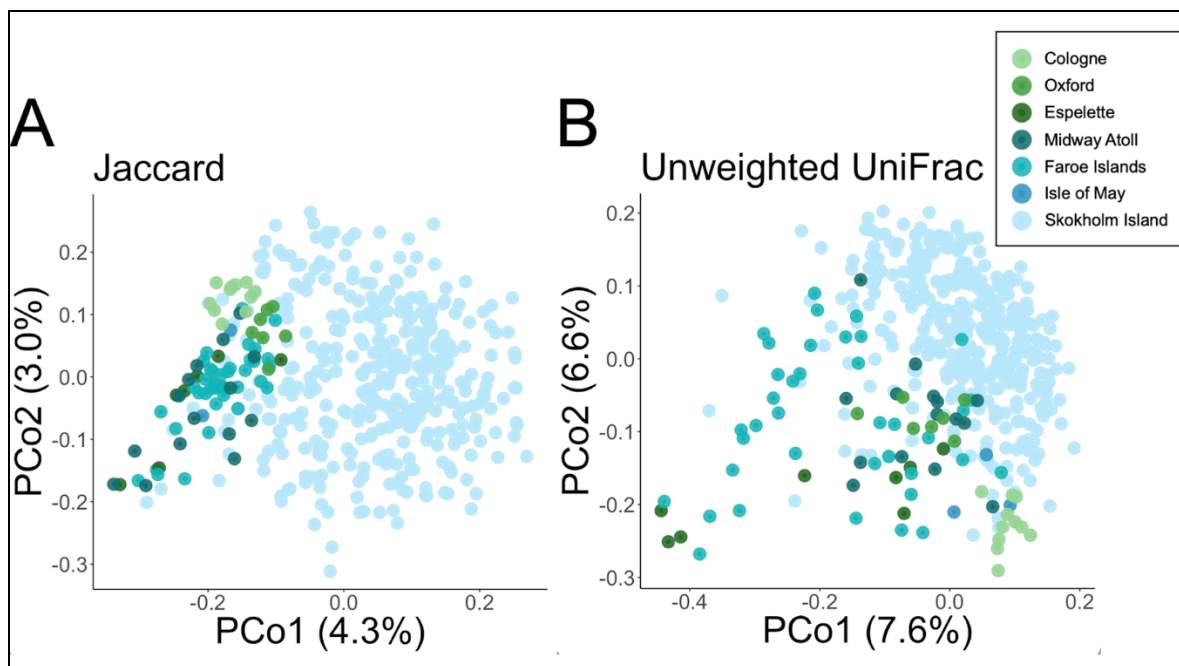 A
Jaccard
PCo2 (3.0%)
0.2
0.1
0.0
-0.1
-0.2
-0.3
-0.2
0.0
0.2
PCo1 (4.3%)
B
Unweighted UniFrac
PCo2 (6.6%)
0.2
0.1
0.0
-0.1
-0.2
-0.3
-0.4
-0.2
0.0
0.2
PCo1 (7.6%)
Cologne
Oxford
Espelette
Midway Atoll
Faroe Islands
Isle of May
Skokholm Island